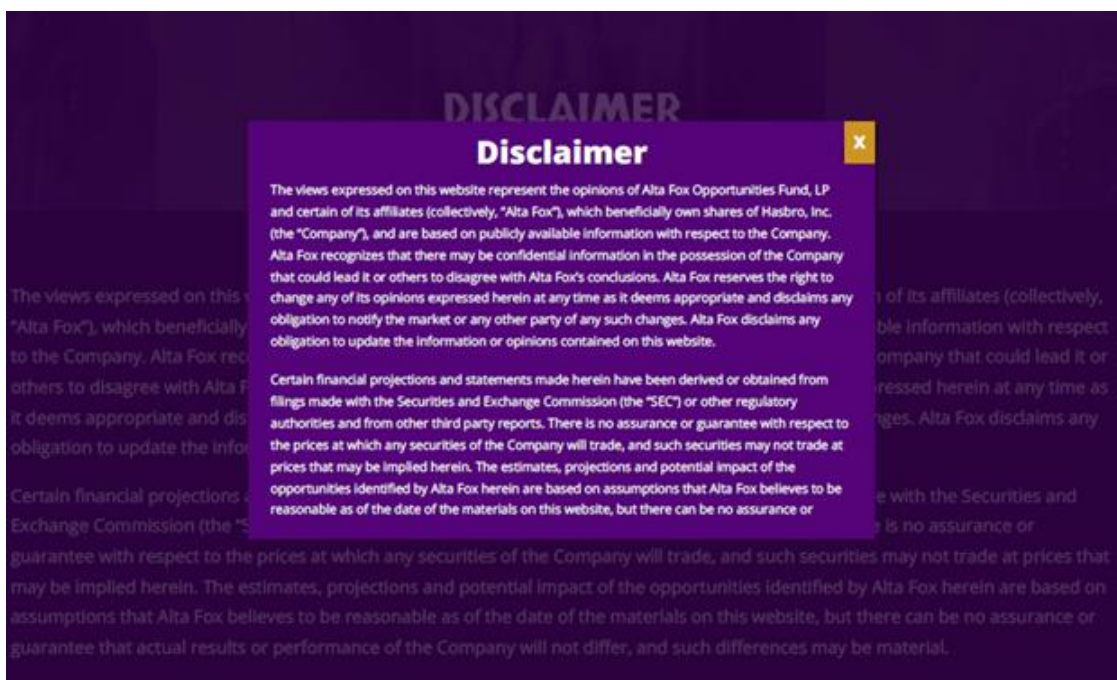 DISCLAIMER
Disclaimer
X
The views expressed on this website represent the opinions of Alta Fox Opportunities Fund, LP
and certain of its affiliates (collectively, "Alta Fox"), which beneficially own shares of Hasbro, Inc.
(the "Company"), and are based on publicly available information with respect to the Company.
Alta Fox recognizes that there may be confidential information in the possession of the Company
that could lead it or others to disagree with Alta Fox's conclusions. Alta Fox reserves the right to
change any of its opinions expressed herein at any time as it deems appropriate and disclaims any
obligation to notify the market or any other party of any such changes. Alta Fox disclaims any
obligation to update the information or opinions contained on this website.
Certain financial projections and statements made herein have been derived or obtained from
filings made with the Securities and Exchange Commission (the "SEC") or other regulatory
authorities and from other third party reports. There is no assurance or guarantee with respect to
the prices at which any securities of the Company will trade, and such securities may not trade at
prices that may be implied herein. The estimates, projections and potential impact of the
opportunities identified by Alta Fox herein are based on assumptions that Alta Fox believes to be
reasonable as of the date of the materials on this website, but there can be no assurance or
The views expressed on this of its affiliates (collectively,
"Alta Fox"), which beneficially information with respect
to the Company. Alta Fox ompany that could lead it or
others to disagree with Alta herein at any time as
it deems appropriate and Alta Fox disclaims any
obligation to update the
Certain financial projections with the Securities and
Exchange Commission (the is no assurance or
guarantee with respect to the prices at which any securities of the Company will trade, and such securities may not trade at prices that
may be implied herein. The estimates, projections and potential impact of the opportunities identified by Alta Fox herein are based on
assumptions that Alta Fox believes to be reasonable as of the date of the materials on this website, but there can be no assurance or
guarantee that actual results or performance of the Company will not differ, and such differences may be material.